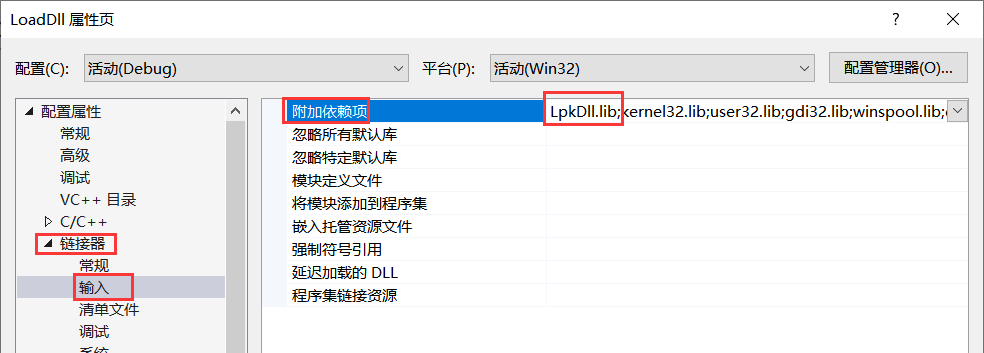 LoadDll 属性页
配置(C): 活动(Debug) 平台(P): 活动(Win32) 配置管理器(O)...
配置属性
常规
高级
调试
VC++ 目录
C/C++
链接器
常规
输入
清单文件
调试
附加依赖项 LpkDll.lib;kernel32.lib;user32.lib;gdi32.lib;winspool.lib;
忽略所有默认库
忽略特定默认库
模块定义文件
将模块添加到程序集
嵌入托管资源文件
强制符号引用
延迟加载的 DLL
程序集链接资源